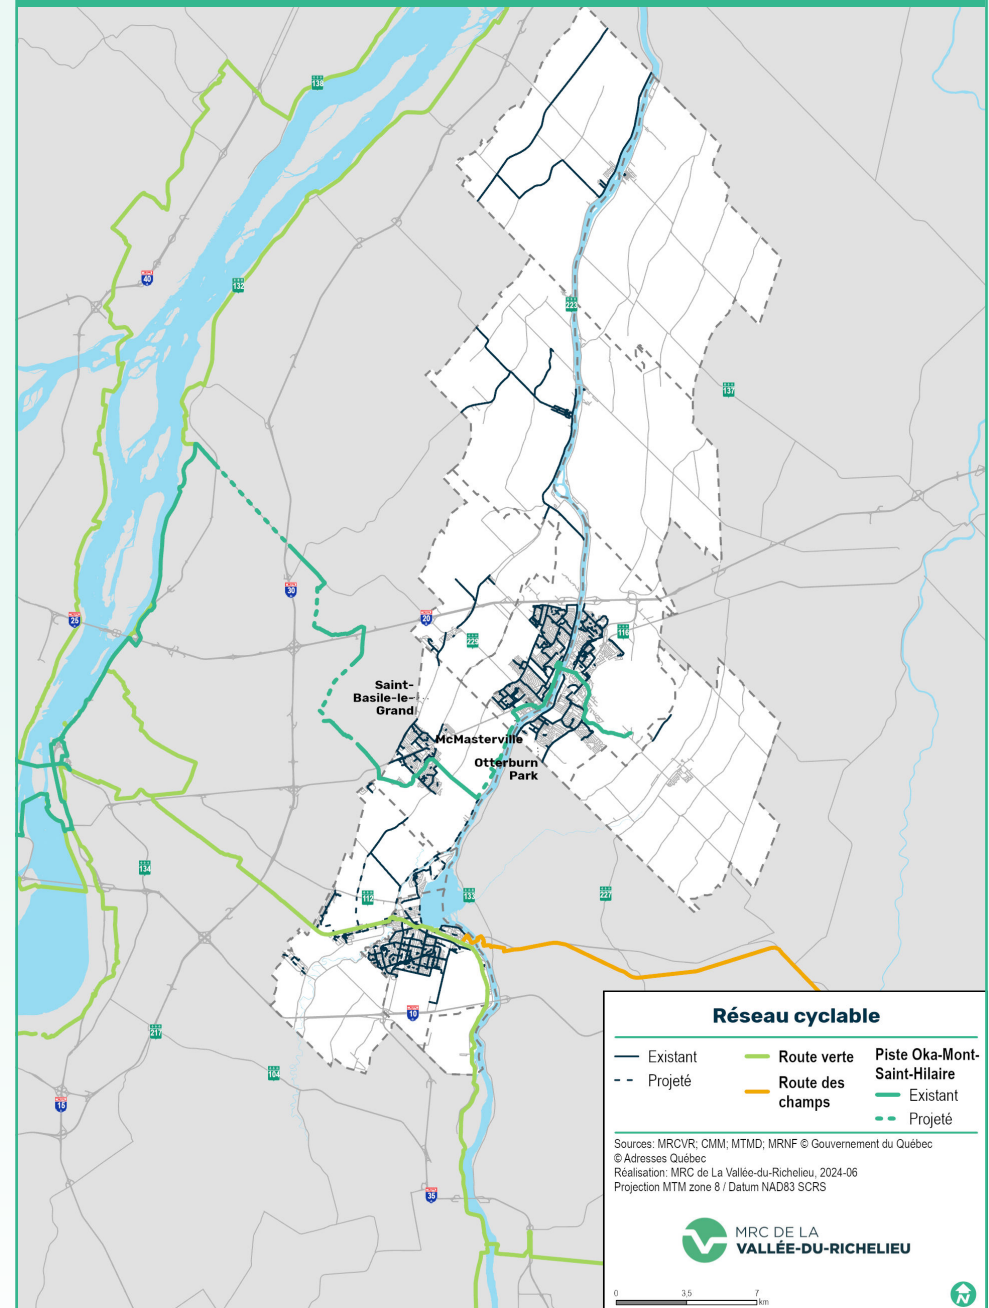 138
40
132
223
137
30
25
20
116
229
Saint-
Basile-le-
Grand
McMasterville
Otterburn
Park
134
112
133
227
10
217
104
15
35
Réseau cyclable
Existant
Projeté
Route verte
Route des
champs
Piste Oka-Mont-
Saint-Hilaire
Existant
Projeté
Sources: MRCVR; CMM; MTMD; MRNF © Gouvernement du Québec
© Adresses Québec
Réalisation: MRC de La Vallée-du-Richelieu, 2024-06
Projection MTM zone 8 / Datum NAD83 SCRS
MRC DE LA
VALLÉE-DU-RICHELIEU
0 3,5 7
km
N